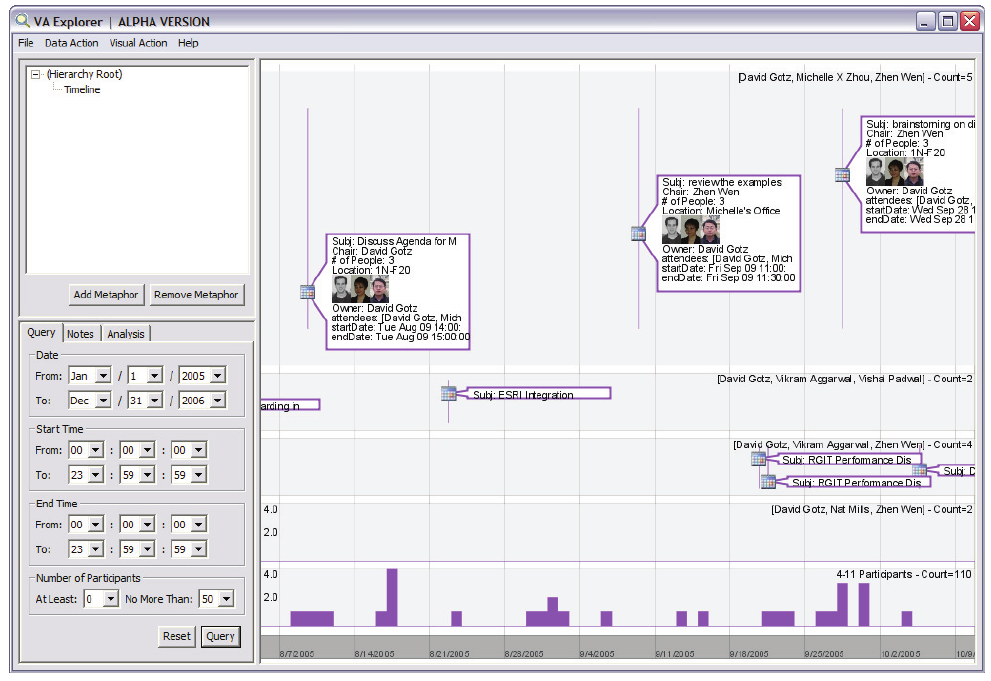 VA Explorer | ALPHA VERSION
File Data Action Visual Action Help
(Hierarchy Root)
Timeline
Add Metaphor Remove Metaphor
Query Notes Analysis
Date
From: Jan / 1 / 2005
To: Dec / 31 / 2006
Start Time
From: 00 : 00 : 00
To: 23 : 59 : 59
End Time
From: 00 : 00 : 00
To: 23 : 59 : 59
Number of Participants
At Least: 0 No More Than: 50
Reset Query
[David Gotz, Michelle X Zhou, Zhen Wen] - Count=5
Subj: Discuss Agenda for M
Chair: David Gotz
# of People: 3
Location: 1N-F20
Owner: David Gotz
attendees: [David Gotz, Mich
startDate: Tue Aug 09 14:00:
endDate: Tue Aug 09 15:00:00
Subj: review the examples
Chair: Zhen Wen
# of People: 3
Location: Michelle's Office
Owner: David Gotz
attendees: [David Gotz, Mich
startDate: Fri Sep 09 11:00:
endDate: Fri Sep 09 11:30:00
Subj: brainstorming on di
Chair: Zhen Wen
# of People: 3
Location: 1N-F20
Owner: David Gotz
attendees: [David Gotz,
startDate: Wed Sep 28 1
endDate: Wed Sep 28 1
[David Gotz, Vikram Aggarwal, Vishal Padwal] - Count=2
arding in
Subj: ESRI Integration
[David Gotz, Vikram Aggarwal, Zhen Wen] - Count=4
Subj: RGIT Performance Dis
Subj: D
Subj: RGIT Performance Dis
[David Gotz, Nat Mills, Zhen Wen] - Count=2
4.0
2.0
4-11 Participants - Count=110
4.0
2.0
8/7/2005 8/14/2005 8/21/2005 8/28/2005 9/4/2005 9/11/2005 9/18/2005 9/25/2005 10/2/2005 10/9/